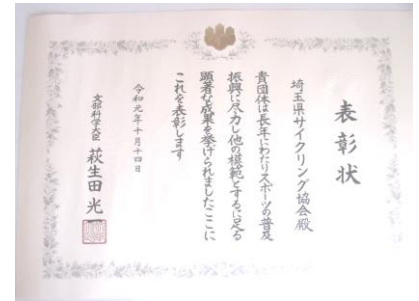 表彰状
埼玉県サイクリング協会殿
貴団体は長年にわたりスポーツの普及
振興に尽力し他の模範とするに足る
顕著な成果を挙げられましたここに
これを表彰します
令和元年十月十四日
文部科学大臣 萩生田光一